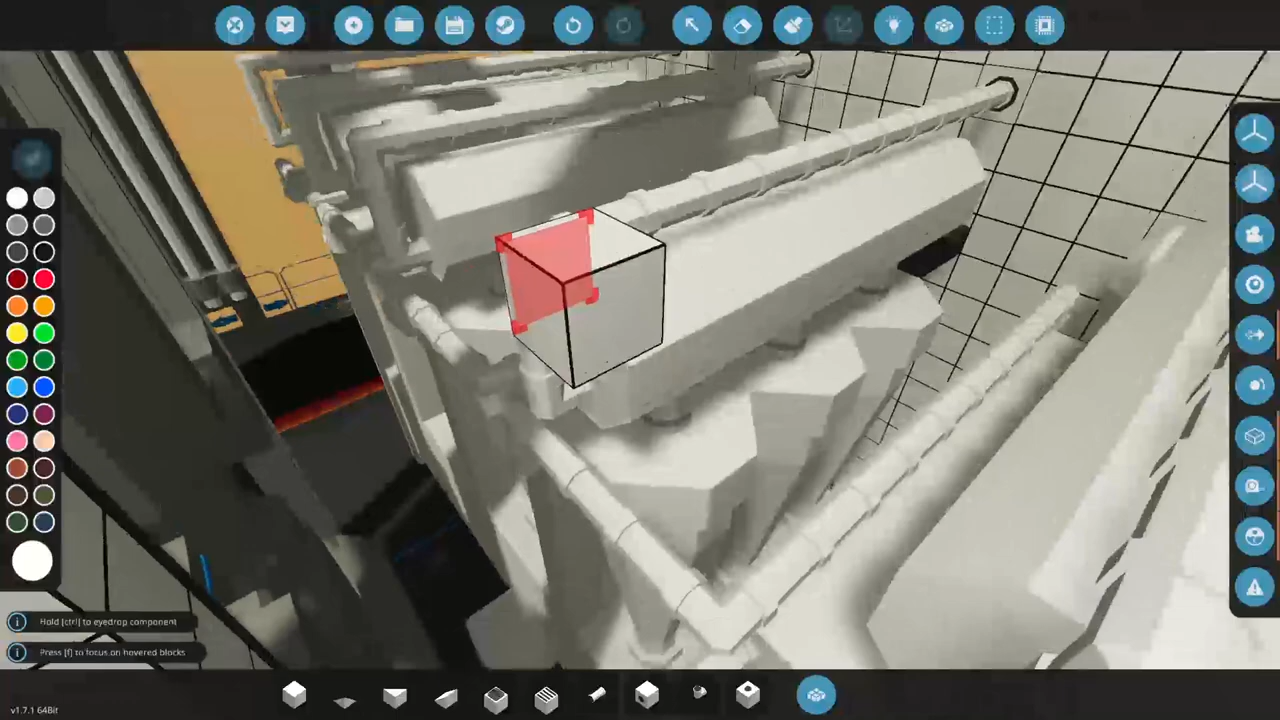 Hold [ctrl] to eyedrop component
Press [f] to focus on hovered blocks
v1.7.1 64Bit